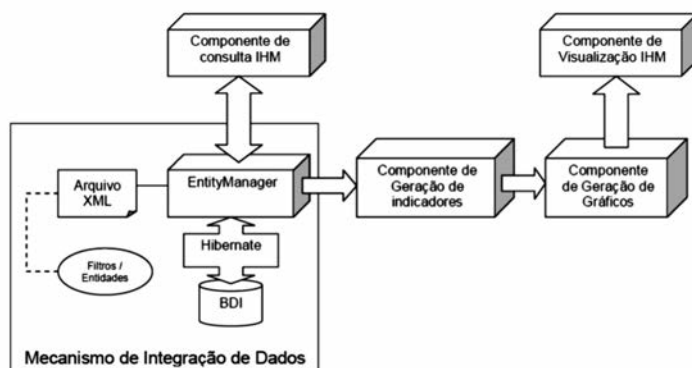 Componente de
consulta IHM
Componente de
Visualização IHM
Arquivo
XML
EntityManager
Componente de
Geração de
indicadores
Componente
de Geração de
Gráficos
Hibernate
Filtros /
Entidades
BDI
Mecanismo de Integração de Dados